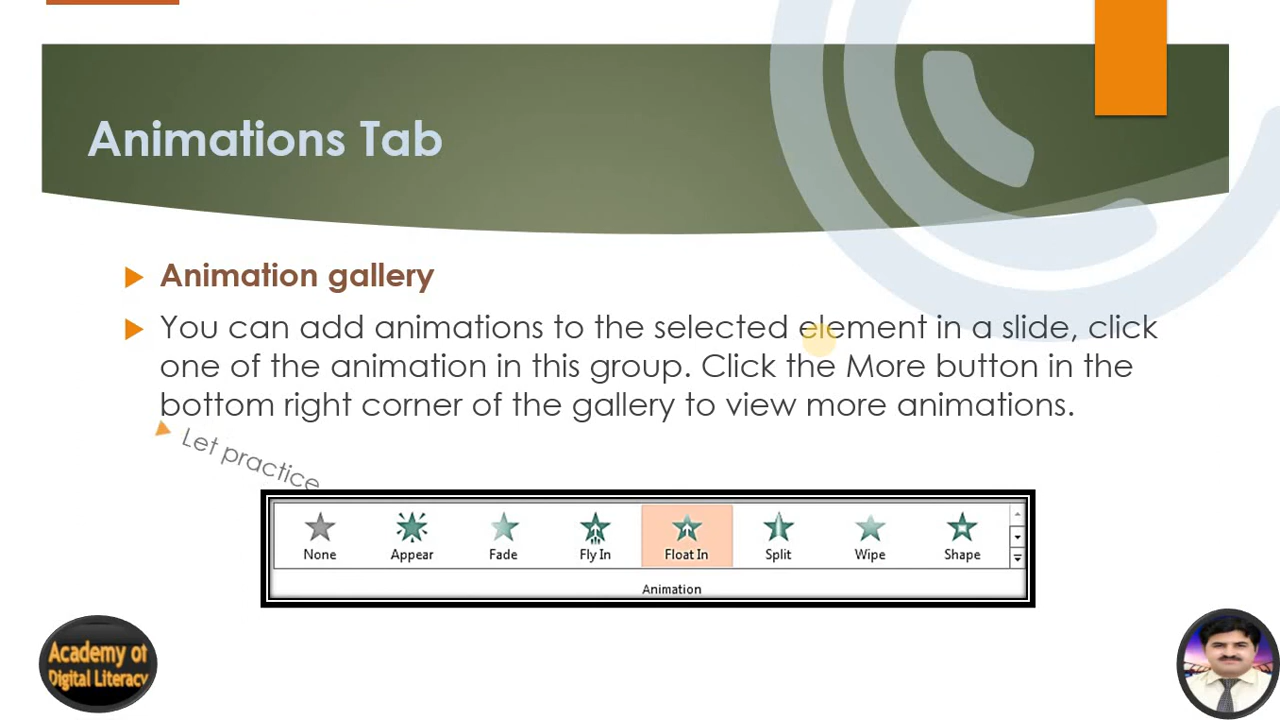 Animations Tab
Animation gallery
You can add animations to the selected element in a slide, click
one of the animation in this group. Click the More button in the
bottom right corner of the gallery to view more animations.
Let practice
None Appear Fade Fly In Float In Split Wipe Shape
Animation
Academy of
Digital Literacy